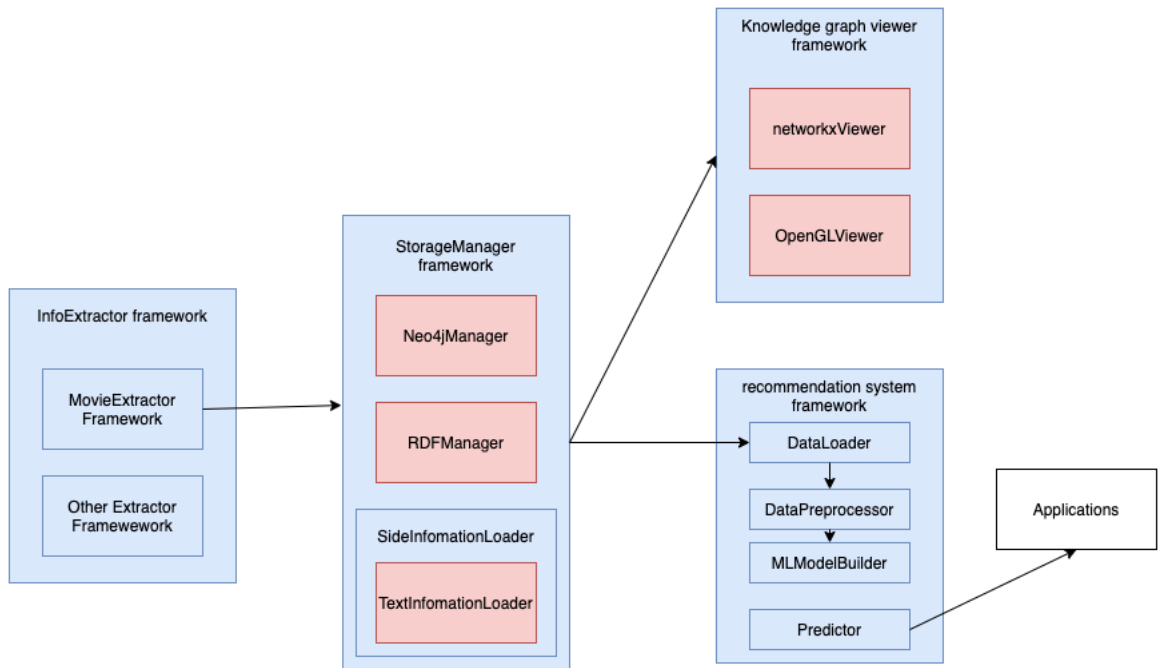 InfoExtractor framework
MovieExtractor
Framework
Other Extractor
Framewework
StorageManager
framework
Neo4jManager
RDFManager
SideInfomationLoader
TextInfomationLoader
Knowledge graph viewer
framework
networkxViewer
OpenGLViewer
recommendation system
framework
DataLoader
DataPreprocessor
MLModelBuilder
Predictor
Applications